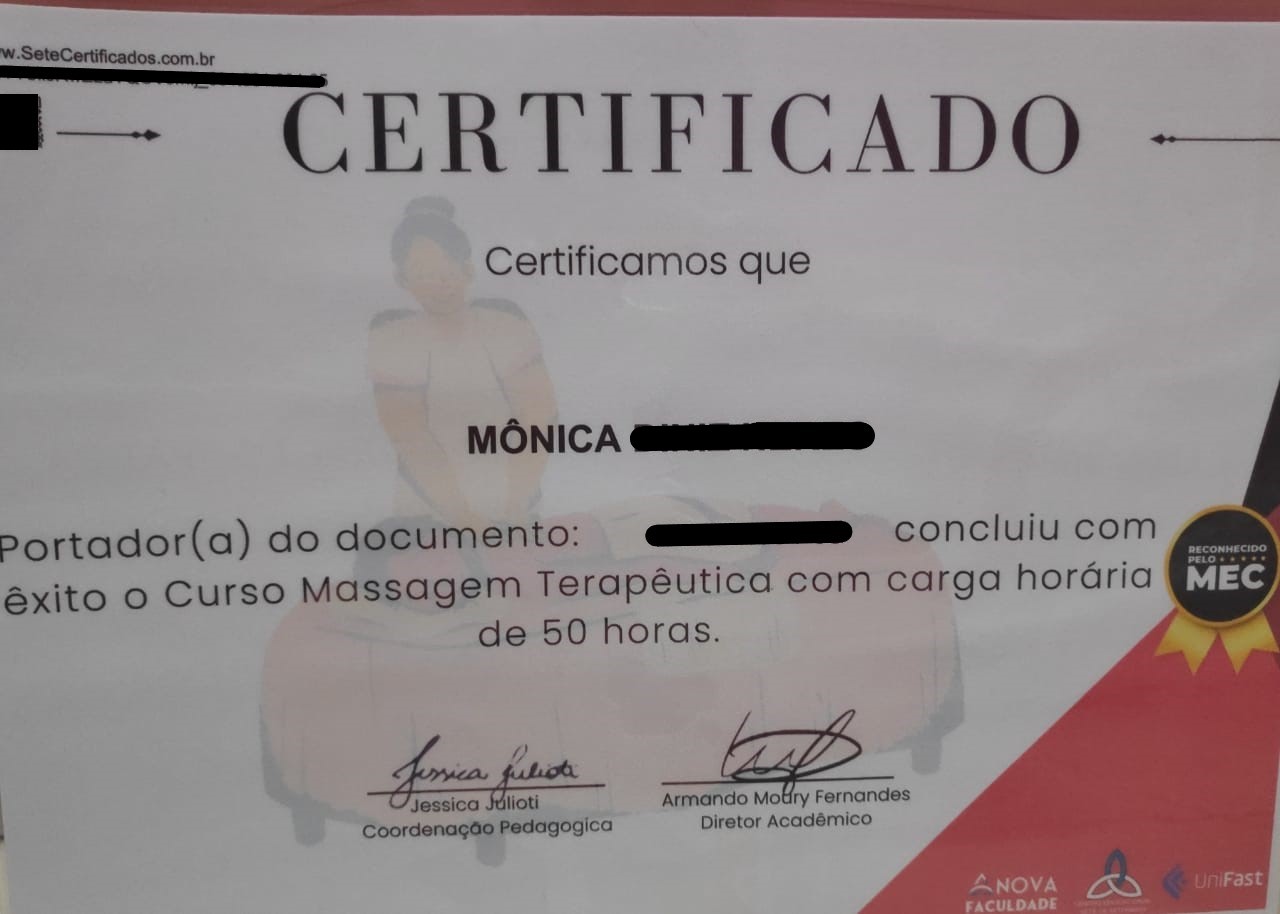 w.SeteCertificados.com.br
CERTIFICADO
Certificamos que
MÔNICA
Portador(a) do documento: concluiu com
êxito o Curso Massagem Terapêutica com carga horária
de 50 horas.
RECONHECIDO
PELO
MEC
Jessica Julioti
Jessica Julioti
Coordenação Pedagogica
Armando Moury Fernandes
Diretor Acadêmico
NOVA
FACULDADE
UniFast